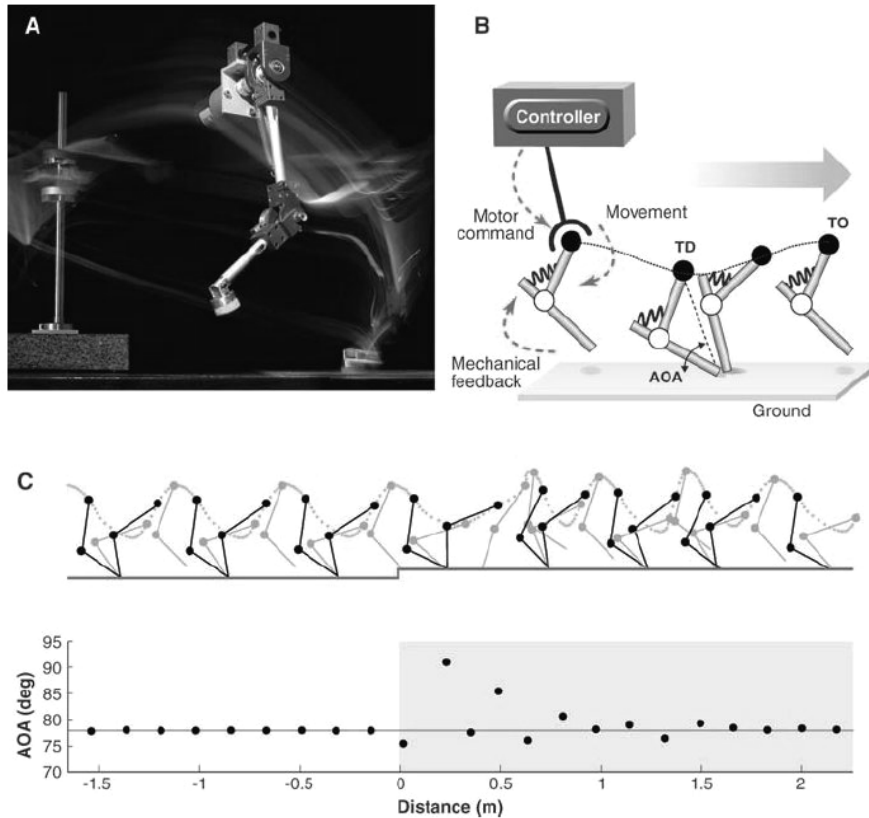 A
B
Controller
Motor
command
Movement
TD
TO
Mechanical
feedback
AOA
Ground
C
95
90
85
80
75
70
AOA (deg)
-1.5
-1
-0.5
0
0.5
1
1.5
2
Distance (m)